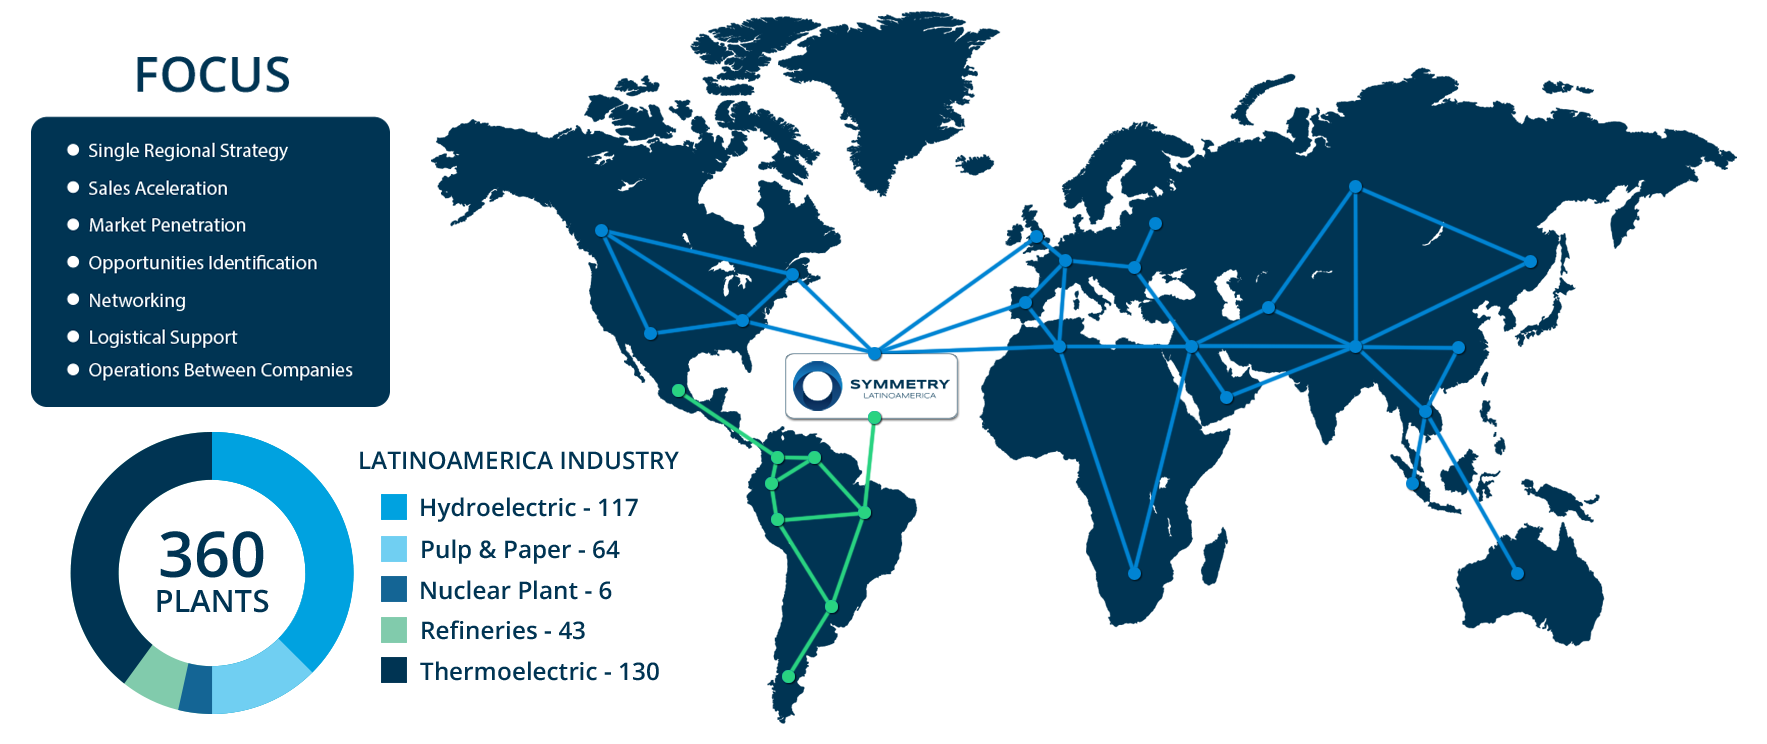 FOCUS
Single Regional Strategy
Sales Aceleration
Market Penetration
Opportunities Identification
Networking
Logistical Support
Operations Between Companies
360
PLANTS
LATINOAMERICA INDUSTRY
Hydroelectric - 117
Pulp & Paper - 64
Nuclear Plant - 6
Refineries - 43
Thermoelectric - 130
SYMMETRY
LATINOAMERICA